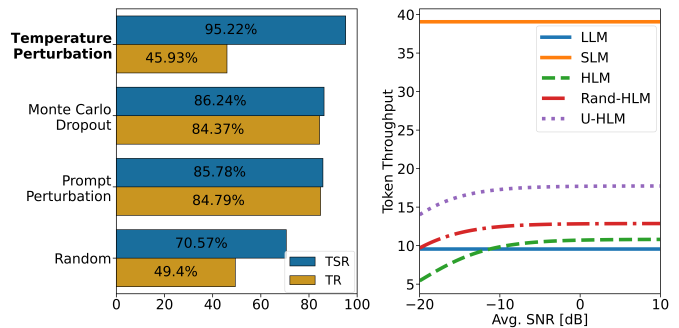 Temperature
Perturbation
95.22%
45.93%
Monte Carlo
Dropout
86.24%
84.37%
Prompt
Perturbation
85.78%
84.79%
Random
70.57%
49.4%
TSR
TR
0 20 40 60 80 100
Token Throughput
40
35
30
25
20
15
10
5
LLM
SLM
HLM
Rand-HLM
U-HLM
−20 −10 0 10
Avg. SNR [dB]